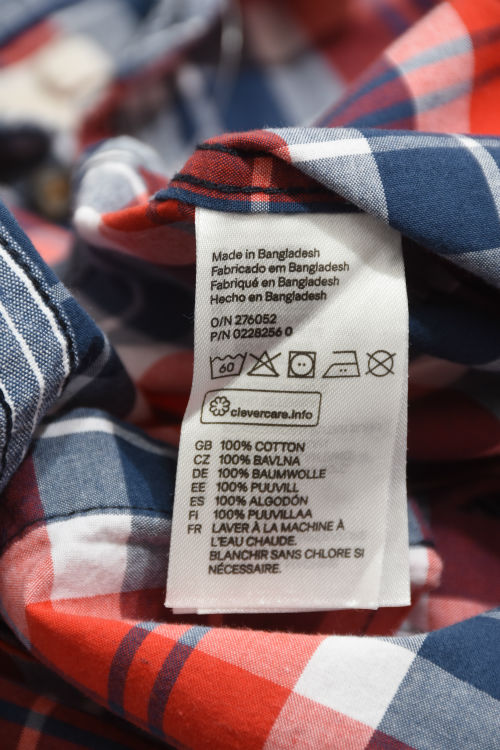 Made in Bangladesh
Fabricado em Bangladesh
Fabriqué en Bangladesh
Hecho en Bangladesh
O/N 276052
P/N 0228256 0
60
clevercare.info
GB 100% COTTON
CZ 100% BAVLNA
DE 100% BAUMWOLLE
EE 100% PUUVILL
ES 100% ALGODÓN
FI 100% PUUVILLAA
FR LAVER À LA MACHINE À
L'EAU CHAUDE.
BLANCHIR SANS CHLORE SI
NÉCESSAIRE.